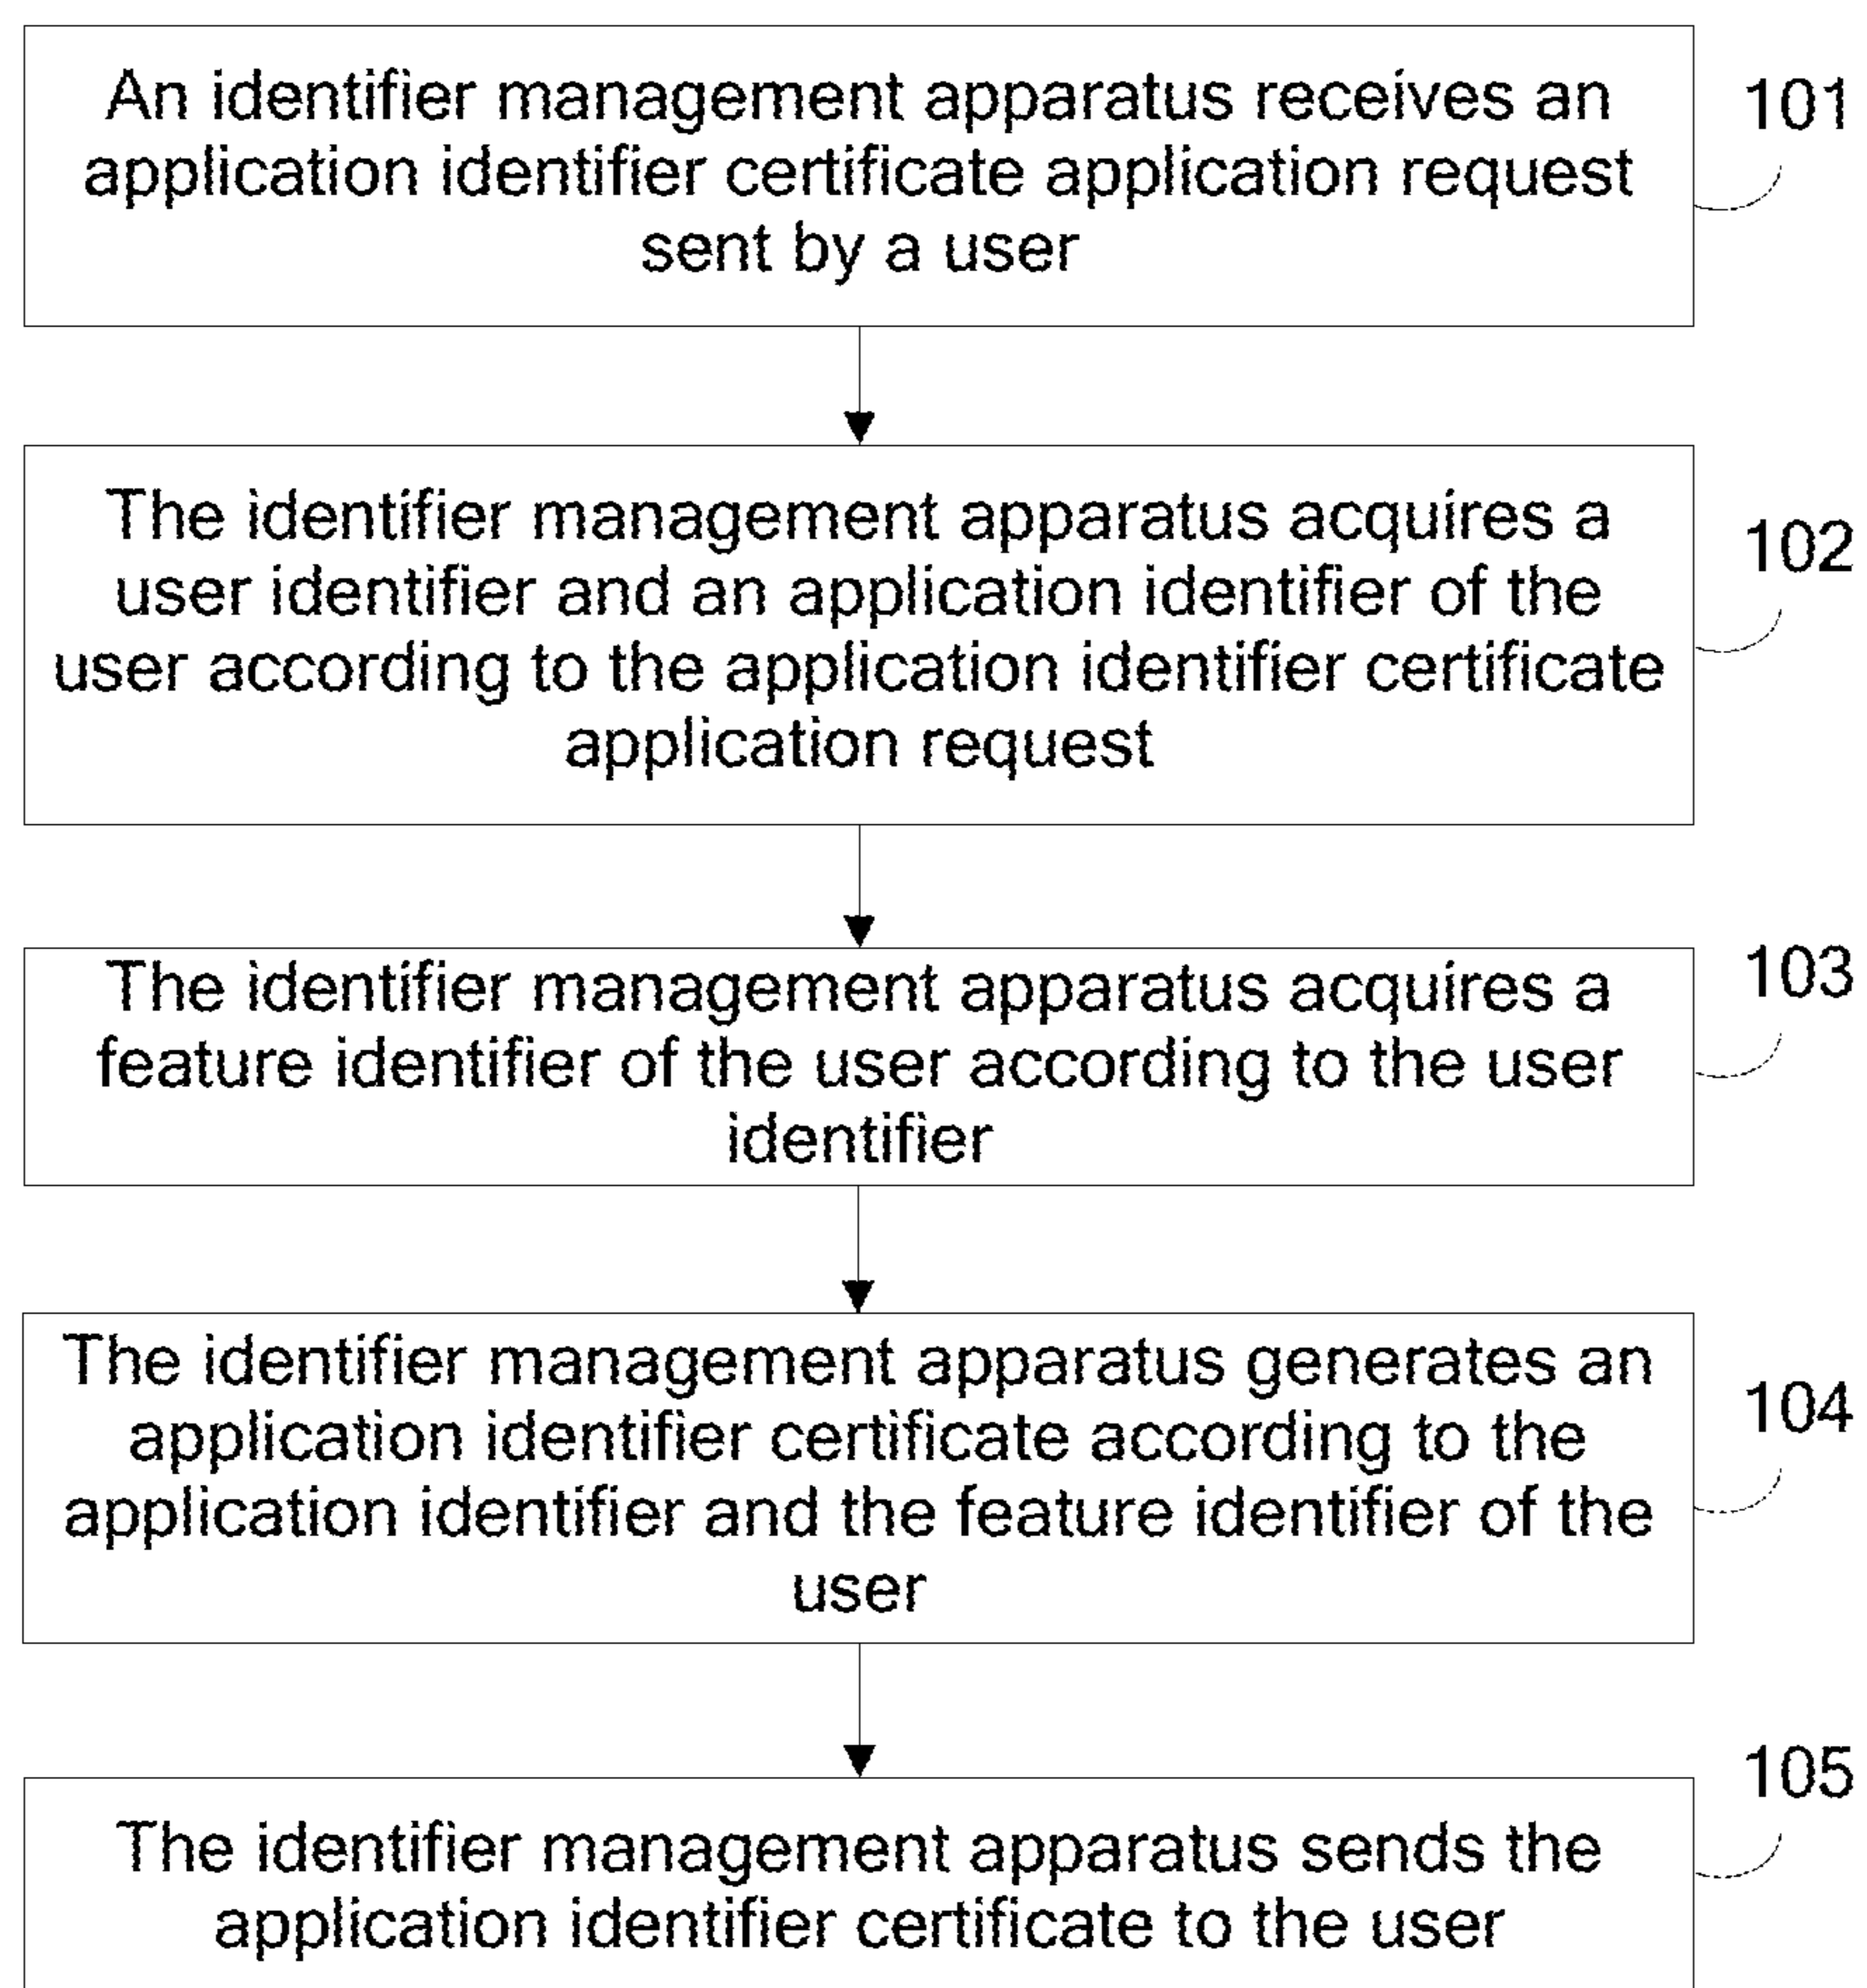 An identifier management apparatus receives an
application identifier certificate application request
sent by a user
101
The identifier management apparatus acquires a
user identifier and an application identifier of the
user according to the application identifier certificate
application request
102
The identifier management apparatus acquires a
feature identifier of the user according to the user
identifier
103
The identifier management apparatus generates an
application identifier certificate according to the
application identifier and the feature identifier of the
user
104
The identifier management apparatus sends the
application identifier certificate to the user
105